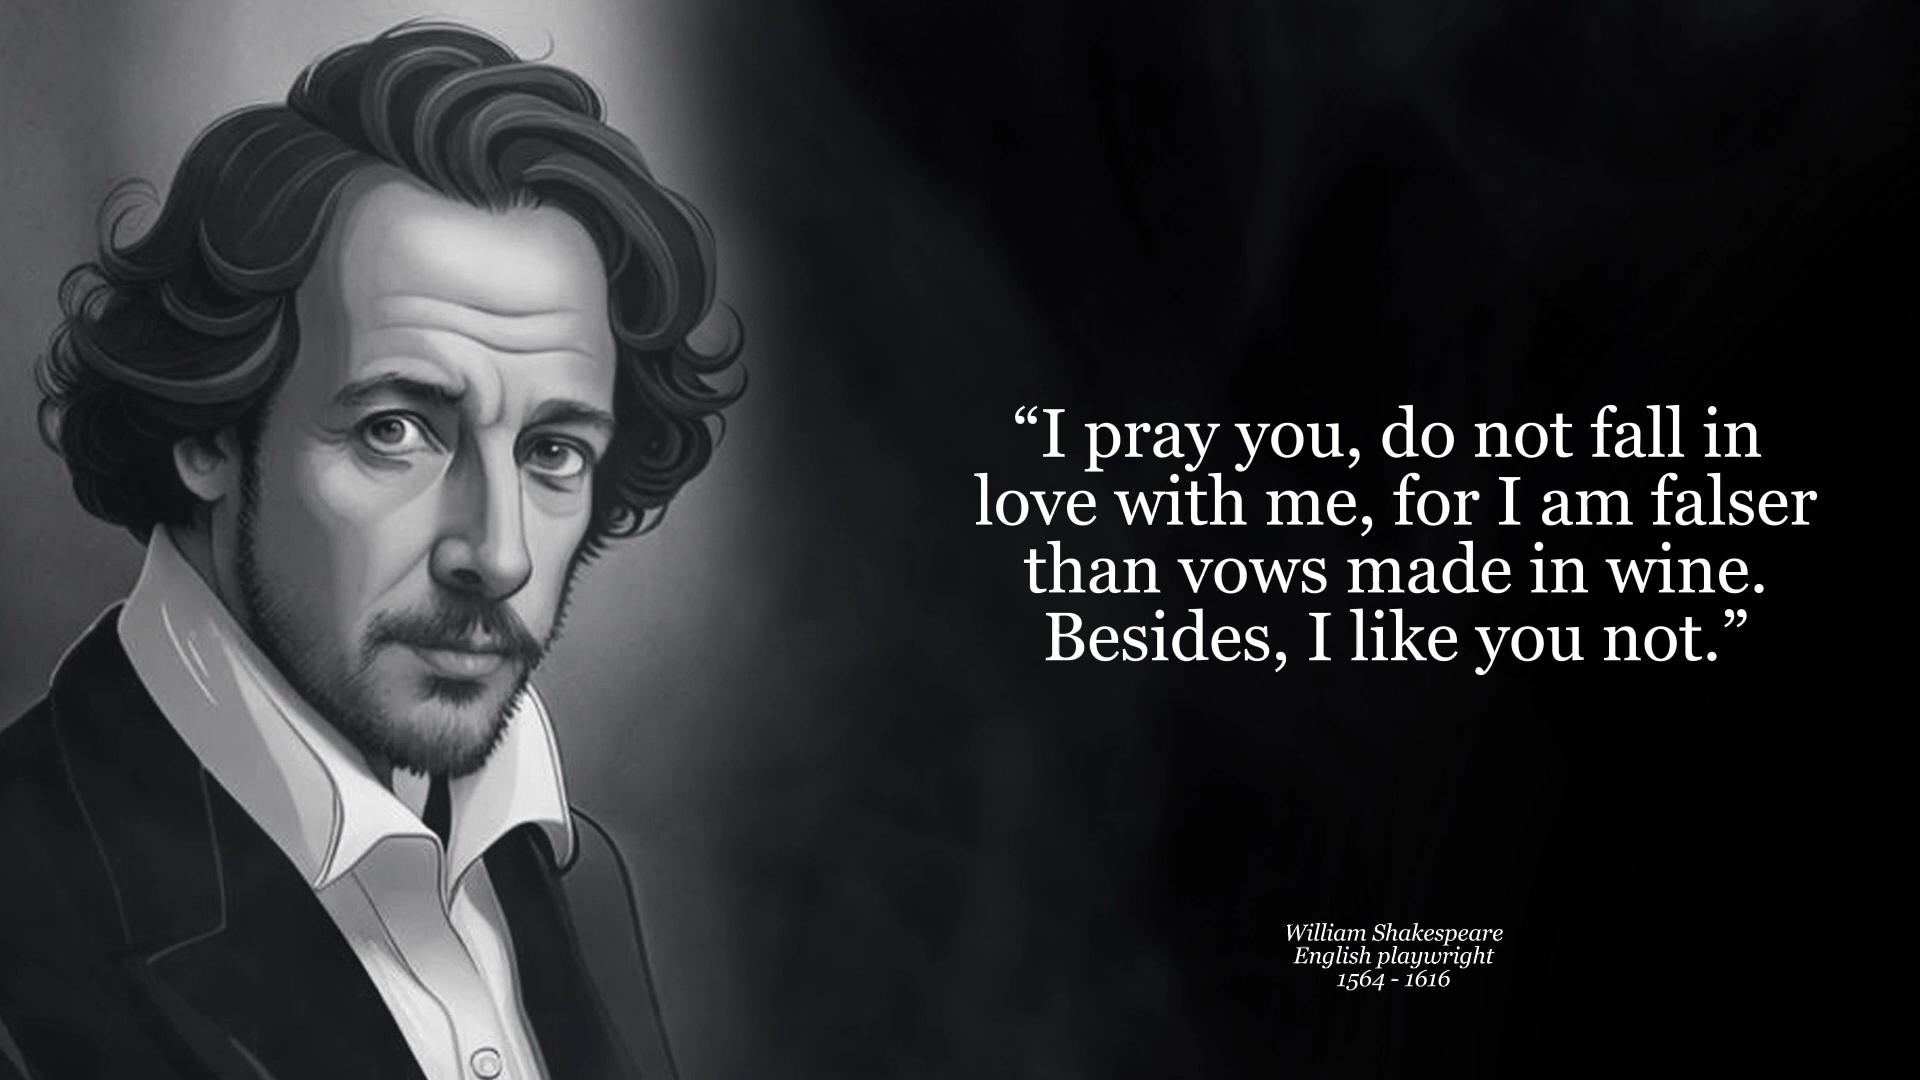 “I pray you, do not fall in
love with me, for I am falser
than vows made in wine.
Besides, I like you not.”
William Shakespeare
English playwright
1564 - 1616